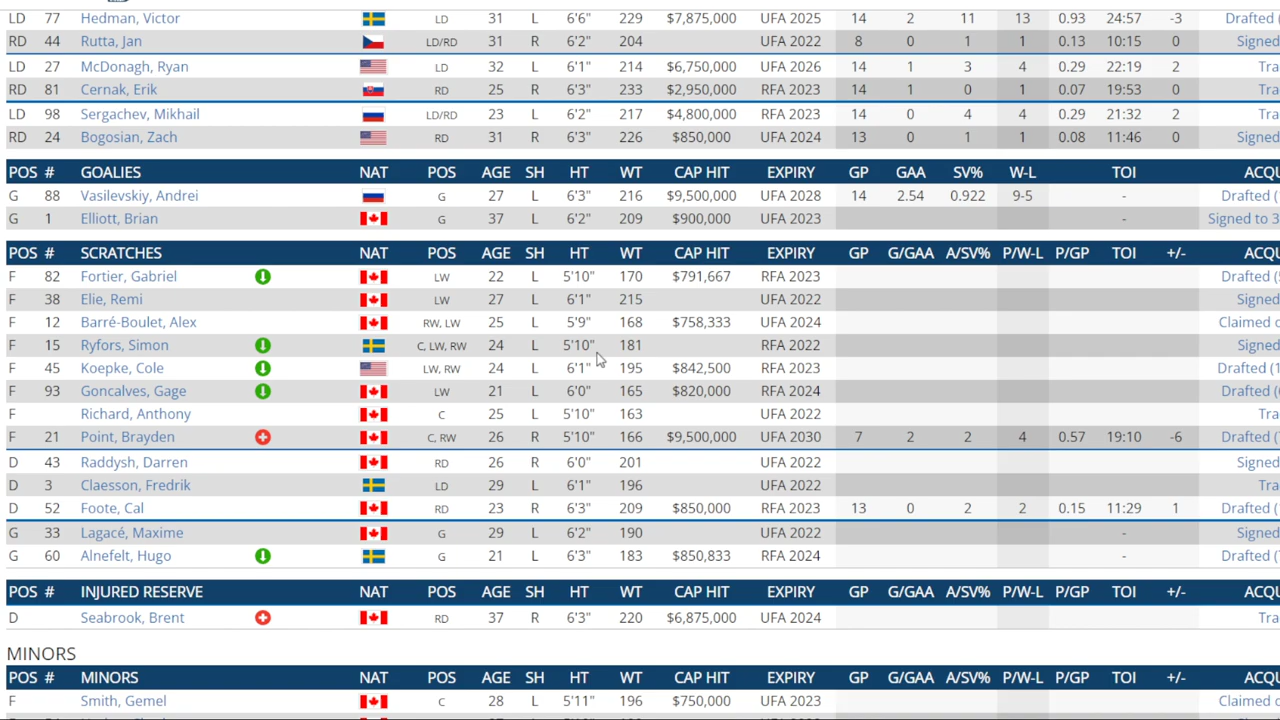 LD 77 Hedman, Victor LD 31 L 6'6" 229 $7,875,000 UFA 2025 14 2 11 13 0.93 24:57 -3 Drafted (
RD 44 Rutta, Jan LD/RD 31 R 6'2" 204 UFA 2022 8 0 1 1 0.13 10:15 0 Signed
LD 27 McDonagh, Ryan LD 32 L 6'1" 214 $6,750,000 UFA 2026 14 1 3 4 0.29 22:19 2 Tra
RD 81 Cernak, Erik RD 25 R 6'3" 233 $2,950,000 RFA 2023 14 1 0 1 0.07 19:53 0 Tra
LD 98 Sergachev, Mikhail LD/RD 23 L 6'2" 217 $4,800,000 RFA 2023 14 0 4 4 0.29 21:32 2 Tra
RD 24 Bogosian, Zach RD 31 R 6'3" 226 $850,000 UFA 2024 13 0 1 1 0.08 11:46 0 Signed
POS # GOALIES NAT POS AGE SH HT WT CAP HIT EXPIRY GP GAA SV% W-L TOI ACQU
G 88 Vasilevskiy, Andrei G 27 L 6'3" 216 $9,500,000 UFA 2028 14 2.54 0.922 9-5 - Drafted (
G 1 Elliott, Brian G 37 L 6'2" 209 $900,000 UFA 2023 - Signed to 3
POS # SCRATCHES NAT POS AGE SH HT WT CAP HIT EXPIRY GP G/GAA A/SV% P/W-L P/GP TOI +/- ACQU
F 82 Fortier, Gabriel LW 22 L 5'10" 170 $791,667 RFA 2023 Drafted (
F 38 Elie, Remi LW 27 L 6'1" 215 UFA 2022 Signed
F 12 Barré-Boulet, Alex RW, LW 25 L 5'9" 168 $758,333 UFA 2024 Claimed o
F 15 Ryfors, Simon C, LW, RW 24 L 5'10" 181 RFA 2022 Signed
F 45 Koepke, Cole LW, RW 24 L 6'1" 195 $842,500 RFA 2023 Drafted (1
F 93 Goncalves, Gage LW 21 L 6'0" 165 $820,000 RFA 2024 Drafted (
F Richard, Anthony C 25 L 5'10" 163 UFA 2022 Tra
F 21 Point, Brayden C, RW 26 R 5'10" 166 $9,500,000 UFA 2030 7 2 2 4 0.57 19:10 -6 Drafted (
D 43 Raddysh, Darren RD 26 R 6'0" 201 UFA 2022 Signed
D 3 Claesson, Fredrik LD 29 L 6'1" 196 UFA 2022 Tra
D 52 Foote, Cal RD 23 R 6'3" 209 $850,000 RFA 2023 13 0 2 2 0.15 11:29 1 Drafted (
G 33 Lagacé, Maxime G 29 L 6'2" 190 UFA 2022 - Signed
G 60 Alnefelt, Hugo G 21 L 6'3" 183 $850,833 RFA 2024 - Drafted (
POS # INJURED RESERVE NAT POS AGE SH HT WT CAP HIT EXPIRY GP G/GAA A/SV% P/W-L P/GP TOI +/- ACQU
D Seabrook, Brent RD 37 R 6'3" 220 $6,875,000 UFA 2024 Tra
MINORS
POS # MINORS NAT POS AGE SH HT WT CAP HIT EXPIRY GP G/GAA A/SV% P/W-L P/GP TOI +/- ACQU
F Smith, Gemel C 28 L 5'11" 196 $750,000 UFA 2023 Claimed o